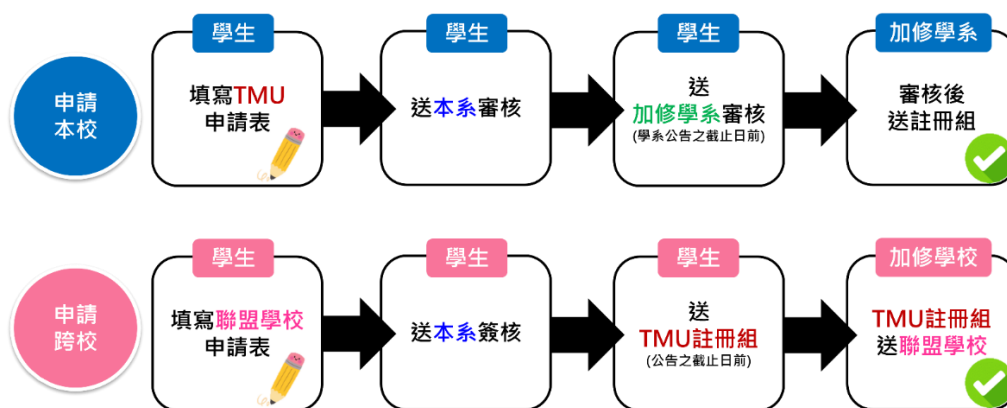 申請
本校
學生
填寫TMU
申請表
學生
送本系審核
學生
送
加修學系審核
(學系公告之截止日前)
加修學系
審核後
送註冊組
申請
跨校
學生
填寫聯盟學校
申請表
學生
送本系簽核
學生
送
TMU註冊組
(公告之截止日前)
加修學校
TMU註冊組
送聯盟學校